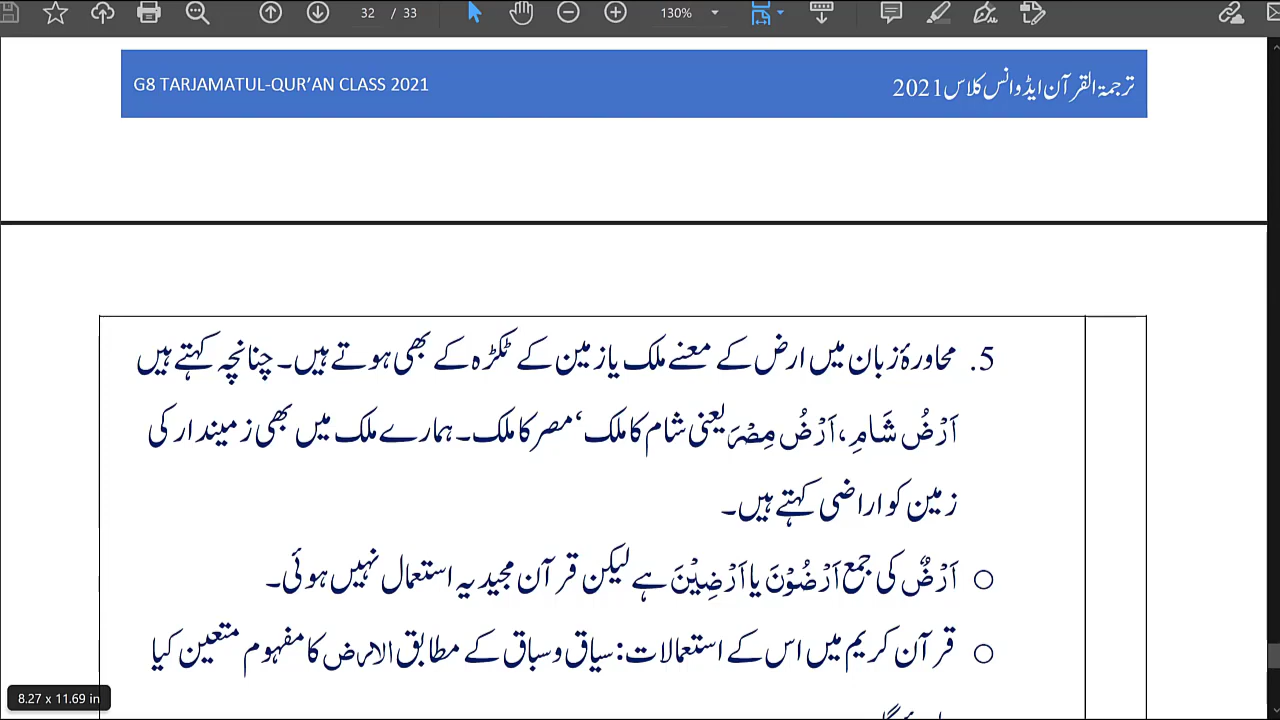 32 / 33
130%
G8 TARJAMATUL-QUR’AN CLASS 2021
ترجمۃ القرآن ایڈوانس کلاس 2021
5. محاورۂ زبان میں ارض کے معنے ملک یا زمین کے ٹکڑہ کے بھی ہوتے ہیں۔ چنانچہ کہتے ہیں
اَرْضُ شَامِ، اَرْضُ مِصْرَ یعنی شام کا ملک‘ مصر کا ملک۔ ہمارے ملک میں بھی زمیندار کی
زمین کو اراضی کہتے ہیں۔
○ اَرْضٌ کی جمع اَرْضُوْنَ یا اَرْضِیْنَ ہے لیکن قرآن مجید یہ استعمال نہیں ہوئی۔
○ قرآن کریم میں اس کے استعمالات: سیاق و سباق کے مطابق الارض کا مفہوم متعین کیا
8.27 x 11.69 in